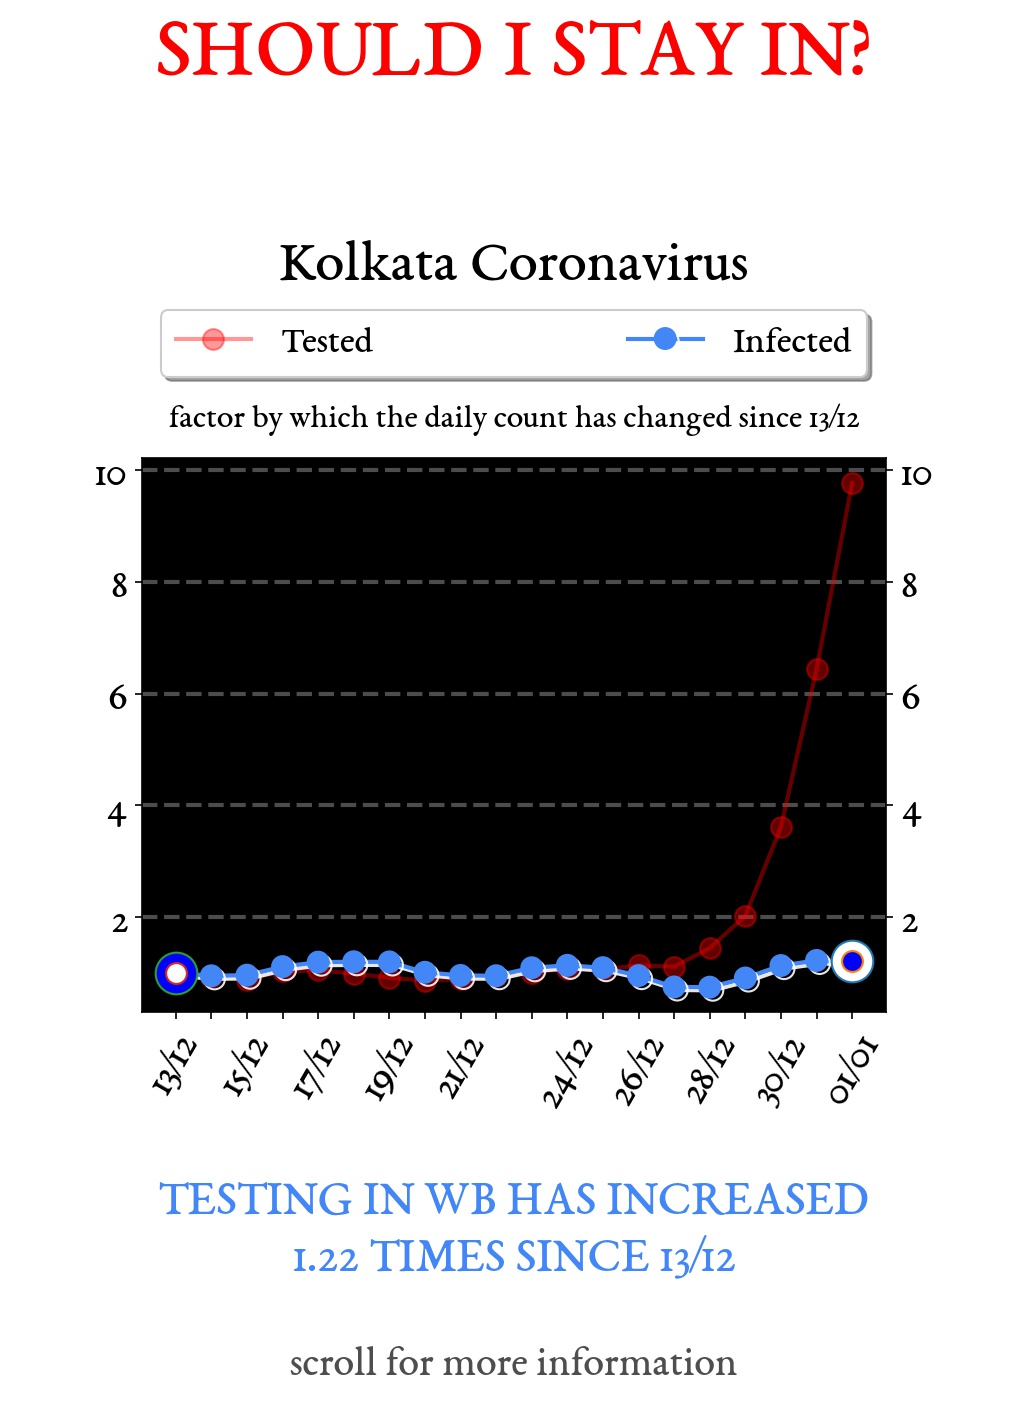 SHOULD I STAY IN?
Kolkata Coronavirus
Tested Infected
factor by which the daily count has changed since 13/12
10 10
8 8
6 6
4 4
2 2
13/12 15/12 17/12 19/12 21/12 24/12 26/12 28/12 30/12 01/01
TESTING IN WB HAS INCREASED
1.22 TIMES SINCE 13/12
scroll for more information